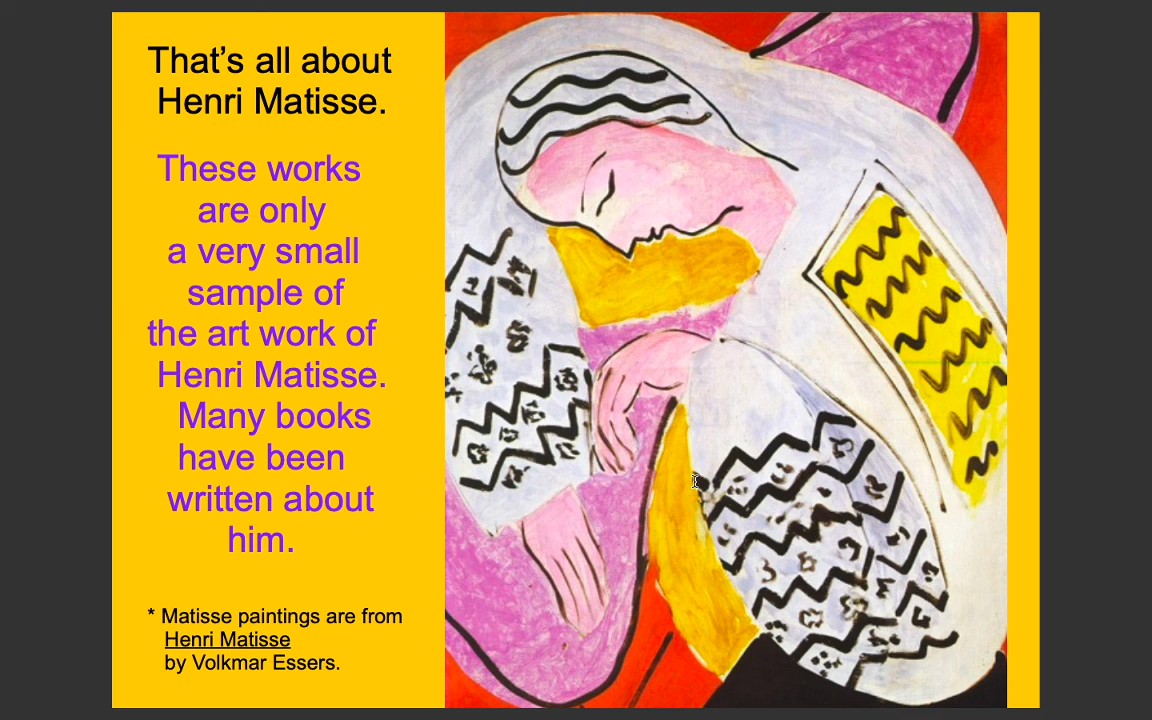 That’s all about
Henri Matisse.
These works
are only
a very small
sample of
the art work of
Henri Matisse.
Many books
have been
written about
him.
* Matisse paintings are from
Henri Matisse
by Volkmar Essers.